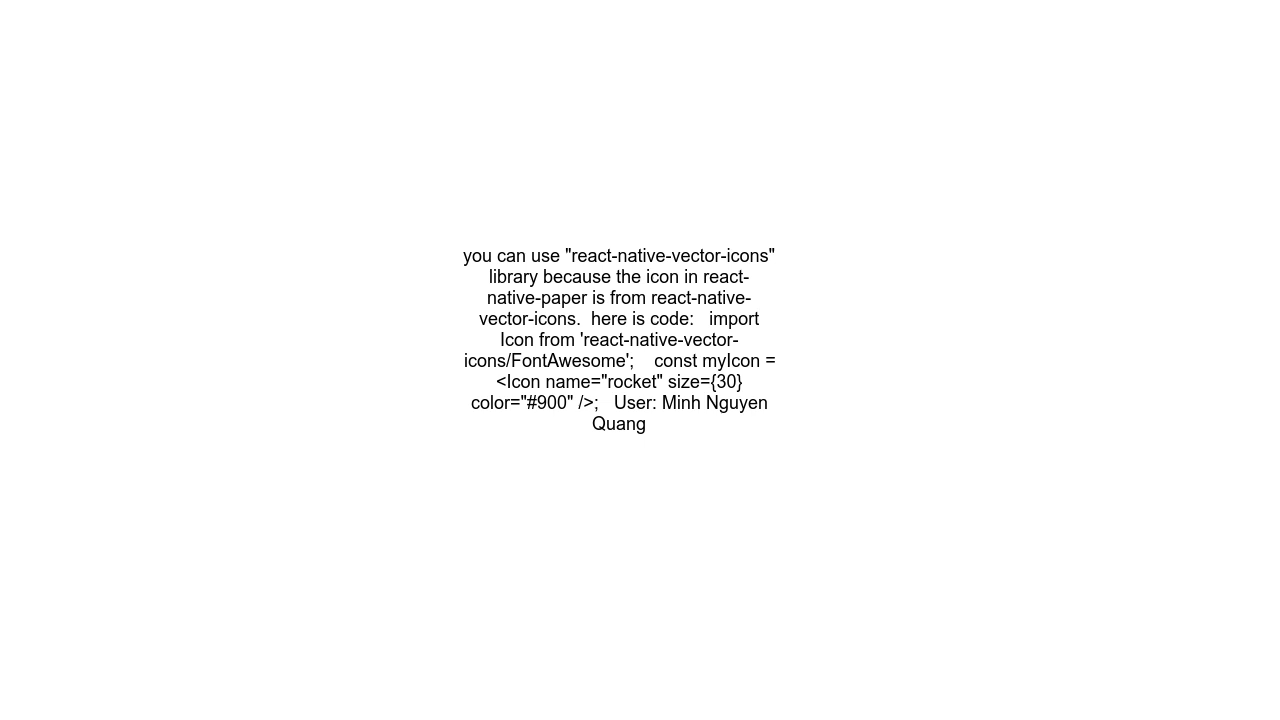 you can use "react-native-vector-icons"
library because the icon in react-
native-paper is from react-native-
vector-icons.  here is code:   import
Icon from 'react-native-vector-
icons/FontAwesome';    const myIcon =
<Icon name="rocket" size={30}
color="#900" />;   User: Minh Nguyen
Quang